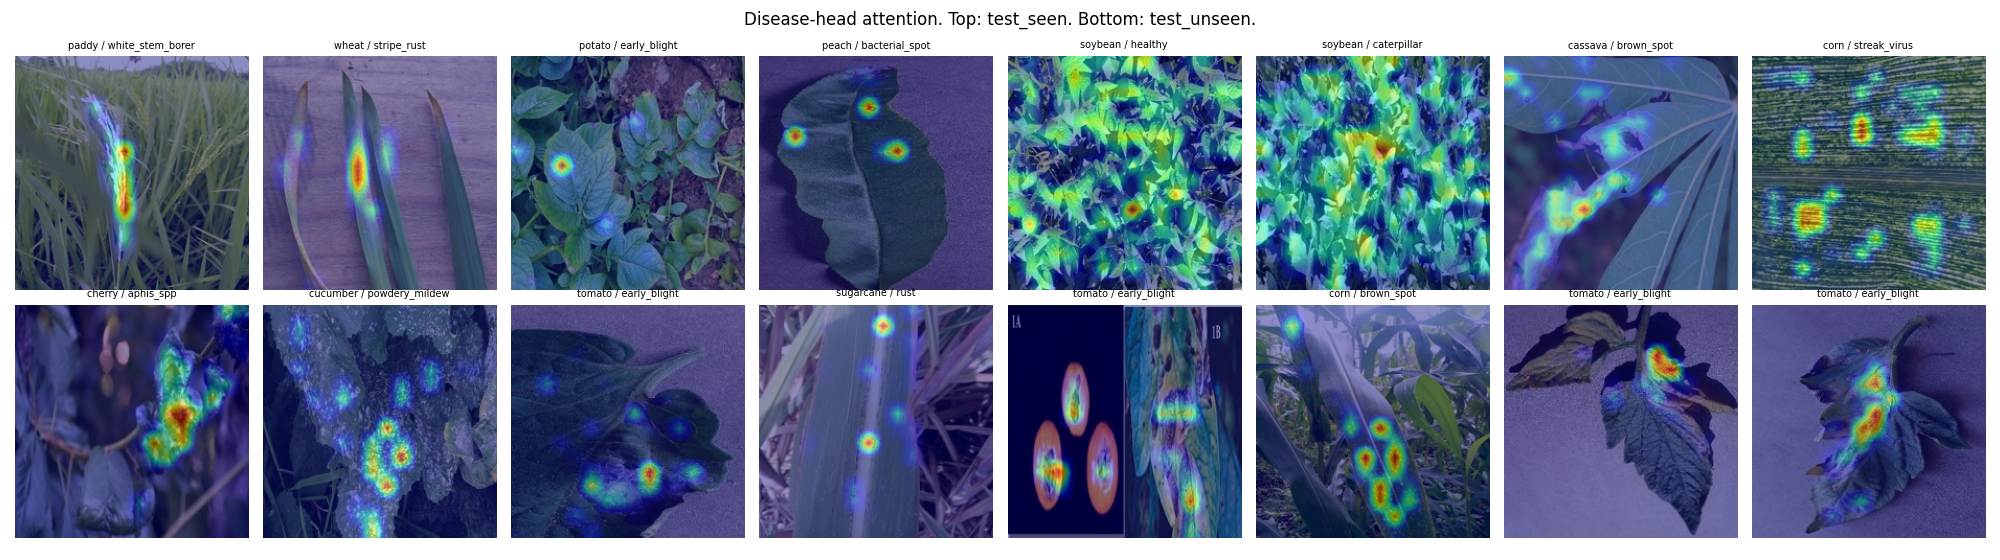 Disease-head attention. Top: test_seen. Bottom: test_unseen.
paddy / white_stem_borer
wheat / stripe_rust
potato / early_blight
peach / bacterial_spot
soybean / healthy
soybean / caterpillar
cassava / brown_spot
corn / streak_virus
cherry / aphis_spp
cucumber / powdery_mildew
tomato / early_blight
sugarcane / rust
tomato / early_blight
corn / brown_spot
tomato / early_blight
tomato / early_blight
1A
1B